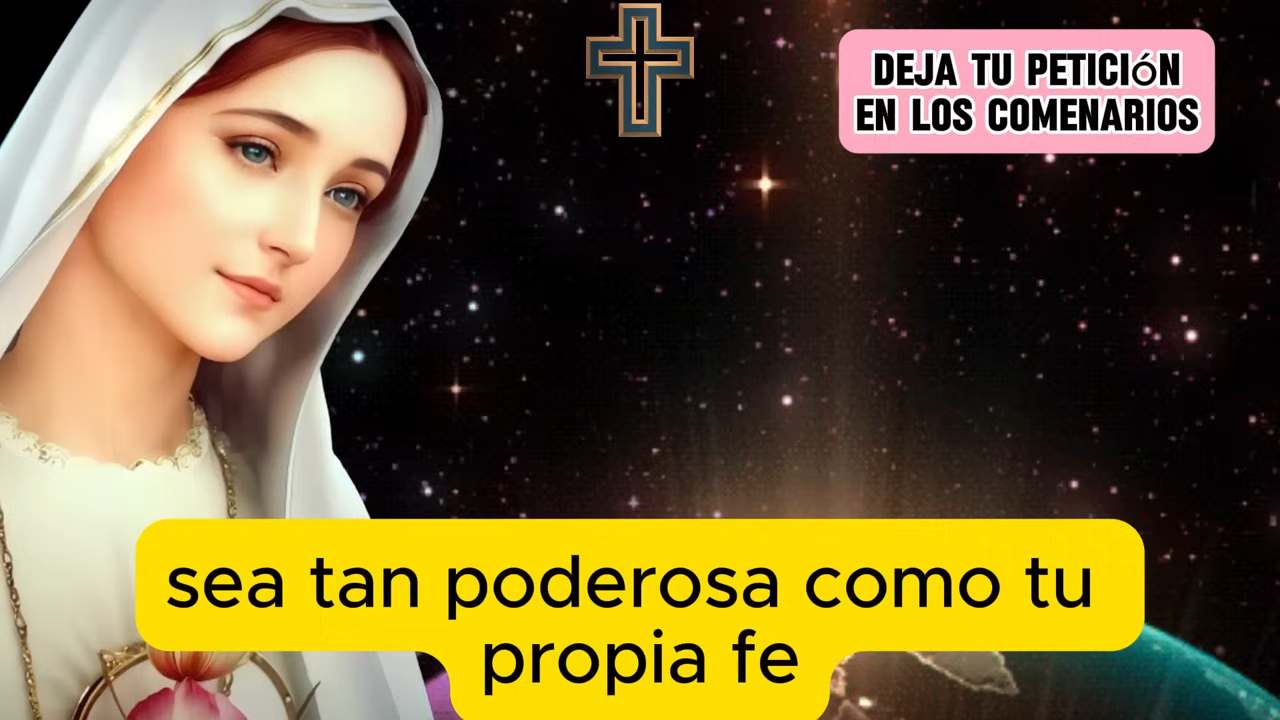 DEJA TU PETICIÓN
EN LOS COMENARIOS
sea tan poderosa como tu
propia fe